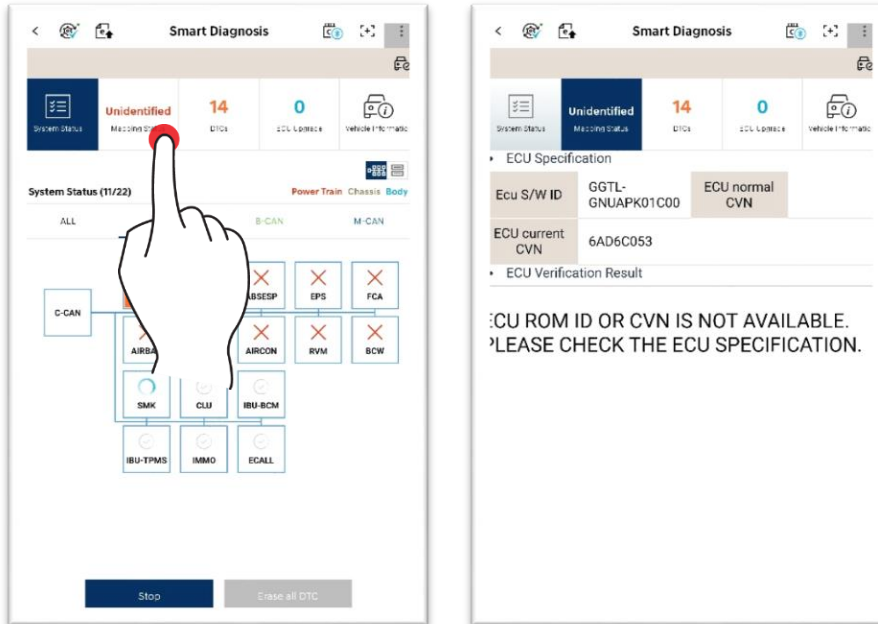 Smart Diagnosis
Unidentified
14
0
System Status
Mapping Status
DTCs
ECU Upgrade
Vehicle Informatic
System Status (11/22)
Power Train Chassis Body
ALL
B-CAN
M-CAN
C-CAN
ABSESP
EPS
FCA
AIRBA
AIRCON
RVM
BCW
SMK
CLU
IBU-BCM
IBU-TPMS
IMMO
ECALL
Stop
Erase all DTC
Smart Diagnosis
Unidentified
14
0
System Status
Mapping Status
DTCs
ECU Upgrade
Vehicle Informatic
ECU Specification
Ecu S/W ID
GGTL-
GNUAPK01C00
ECU normal
CVN
ECU current
CVN
6AD6C053
ECU Verification Result
ECU ROM ID OR CVN IS NOT AVAILABLE.
PLEASE CHECK THE ECU SPECIFICATION.